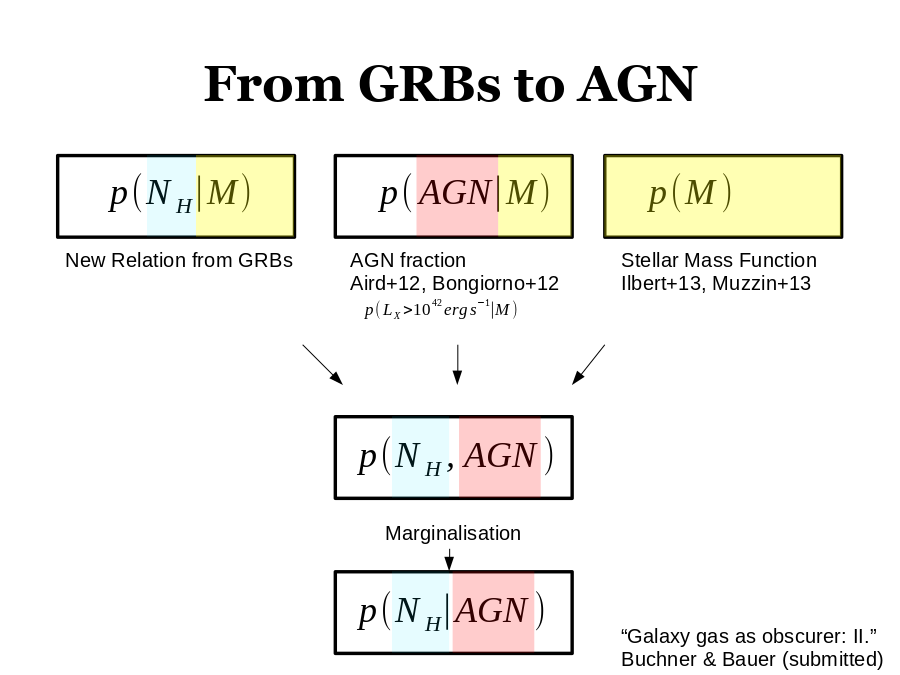 From GRBs to AGN
p(N_H|M)
p(AGN|M)
p(M)
New Relation from GRBs
AGN fraction
Aird+12, Bongiorno+12
p(L_X>10^42 erg s^−1|M)
Stellar Mass Function
Ilbert+13, Muzzin+13
p(N_H, AGN)
Marginalisation
p(N_H|AGN)
“Galaxy gas as obscurer: II.”
Buchner & Bauer (submitted)